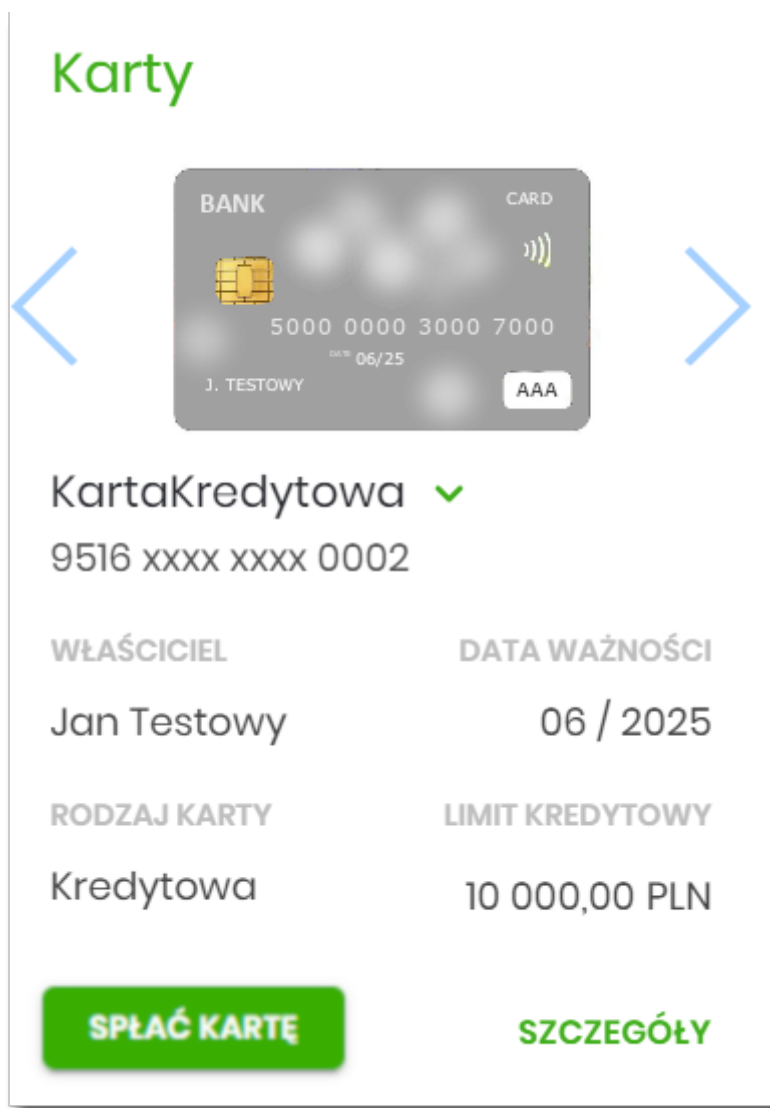 Karty
BANK CARD
5000 0000 3000 7000
DATE 06/25
J. TESTOWY AAA
KartaKredytowa
9516 xxxx xxxx 0002
WŁAŚCICIEL DATA WAŻNOŚCI
Jan Testowy 06 / 2025
RODZAJ KARTY LIMIT KREDYTOWY
Kredytowa 10 000,00 PLN
SPŁAĆ KARTĘ SZCZEGÓŁY